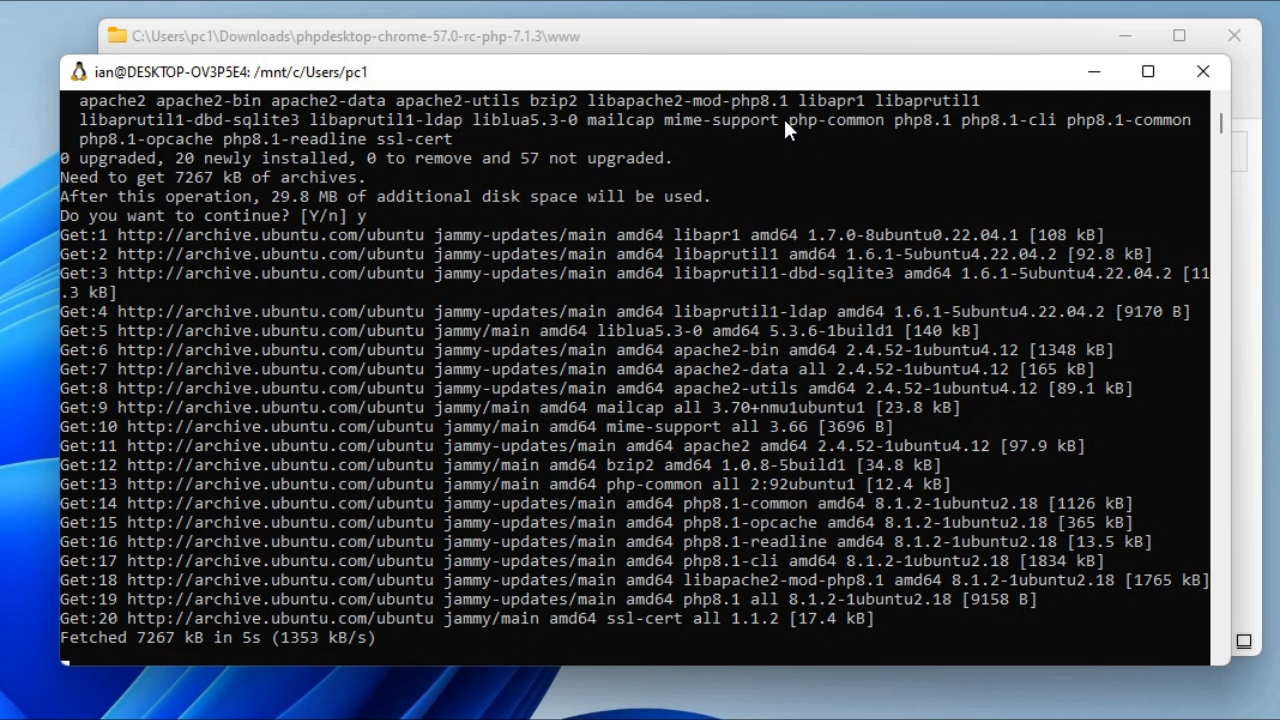 C:\Users\pc1\Downloads\phpdesktop-chrome-57.0-rc-php-7.1.3\www
ian@DESKTOP-OV3P5E4: /mnt/c/Users/pc1
apache2 apache2-bin apache2-data apache2-utils bzip2 libapache2-mod-php8.1 libapr1 libaprutil1
libaprutil1-dbd-sqlite3 libaprutil1-ldap liblua5.3-0 mailcap mime-support php-common php8.1 php8.1-cli php8.1-common
php8.1-opcache php8.1-readline ssl-cert
0 upgraded, 20 newly installed, 0 to remove and 57 not upgraded.
Need to get 7267 kB of archives.
After this operation, 29.8 MB of additional disk space will be used.
Do you want to continue? [Y/n] y
Get:1 http://archive.ubuntu.com/ubuntu jammy-updates/main amd64 libapr1 amd64 1.7.0-8ubuntu0.22.04.1 [108 kB]
Get:2 http://archive.ubuntu.com/ubuntu jammy-updates/main amd64 libaprutil1 amd64 1.6.1-5ubuntu4.22.04.2 [92.8 kB]
Get:3 http://archive.ubuntu.com/ubuntu jammy-updates/main amd64 libaprutil1-dbd-sqlite3 amd64 1.6.1-5ubuntu4.22.04.2 [11
.3 kB]
Get:4 http://archive.ubuntu.com/ubuntu jammy-updates/main amd64 libaprutil1-ldap amd64 1.6.1-5ubuntu4.22.04.2 [9170 B]
Get:5 http://archive.ubuntu.com/ubuntu jammy/main amd64 liblua5.3-0 amd64 5.3.6-1build1 [140 kB]
Get:6 http://archive.ubuntu.com/ubuntu jammy-updates/main amd64 apache2-bin amd64 2.4.52-1ubuntu4.12 [1348 kB]
Get:7 http://archive.ubuntu.com/ubuntu jammy-updates/main amd64 apache2-data all 2.4.52-1ubuntu4.12 [165 kB]
Get:8 http://archive.ubuntu.com/ubuntu jammy-updates/main amd64 apache2-utils amd64 2.4.52-1ubuntu4.12 [89.1 kB]
Get:9 http://archive.ubuntu.com/ubuntu jammy/main amd64 mailcap all 3.70+nmu1ubuntu1 [23.8 kB]
Get:10 http://archive.ubuntu.com/ubuntu jammy/main amd64 mime-support all 3.66 [3696 B]
Get:11 http://archive.ubuntu.com/ubuntu jammy-updates/main amd64 apache2 amd64 2.4.52-1ubuntu4.12 [97.9 kB]
Get:12 http://archive.ubuntu.com/ubuntu jammy/main amd64 bzip2 amd64 1.0.8-5build1 [34.8 kB]
Get:13 http://archive.ubuntu.com/ubuntu jammy/main amd64 php-common all 2:92ubuntu1 [12.4 kB]
Get:14 http://archive.ubuntu.com/ubuntu jammy-updates/main amd64 php8.1-common amd64 8.1.2-1ubuntu2.18 [1126 kB]
Get:15 http://archive.ubuntu.com/ubuntu jammy-updates/main amd64 php8.1-opcache amd64 8.1.2-1ubuntu2.18 [365 kB]
Get:16 http://archive.ubuntu.com/ubuntu jammy-updates/main amd64 php8.1-readline amd64 8.1.2-1ubuntu2.18 [13.5 kB]
Get:17 http://archive.ubuntu.com/ubuntu jammy-updates/main amd64 php8.1-cli amd64 8.1.2-1ubuntu2.18 [1834 kB]
Get:18 http://archive.ubuntu.com/ubuntu jammy-updates/main amd64 libapache2-mod-php8.1 amd64 8.1.2-1ubuntu2.18 [1765 kB]
Get:19 http://archive.ubuntu.com/ubuntu jammy-updates/main amd64 php8.1 all 8.1.2-1ubuntu2.18 [9158 B]
Get:20 http://archive.ubuntu.com/ubuntu jammy/main amd64 ssl-cert all 1.1.2 [17.4 kB]
Fetched 7267 kB in 5s (1353 kB/s)